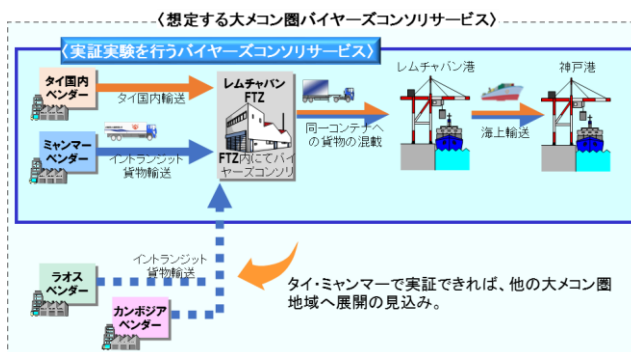 〈想定する大メコン圏バイヤーズコンソリサービス〉
〈実証実験を行うバイヤーズコンソリサービス〉
タイ国内
ベンダー
タイ国内輸送
ミャンマー
ベンダー
イントランジット
貨物輸送
レムチャバン
FTZ
FTZ内にてバイ
ヤーズコンソリ
同一コンテナへ
の貨物の混載
レムチャバン港
海上輸送
神戸港
イントランジット
貨物輸送
ラオス
ベンダー
カンボジア
ベンダー
タイ・ミャンマーで実証できれば、他の大メコン圏
地域へ展開の見込み。